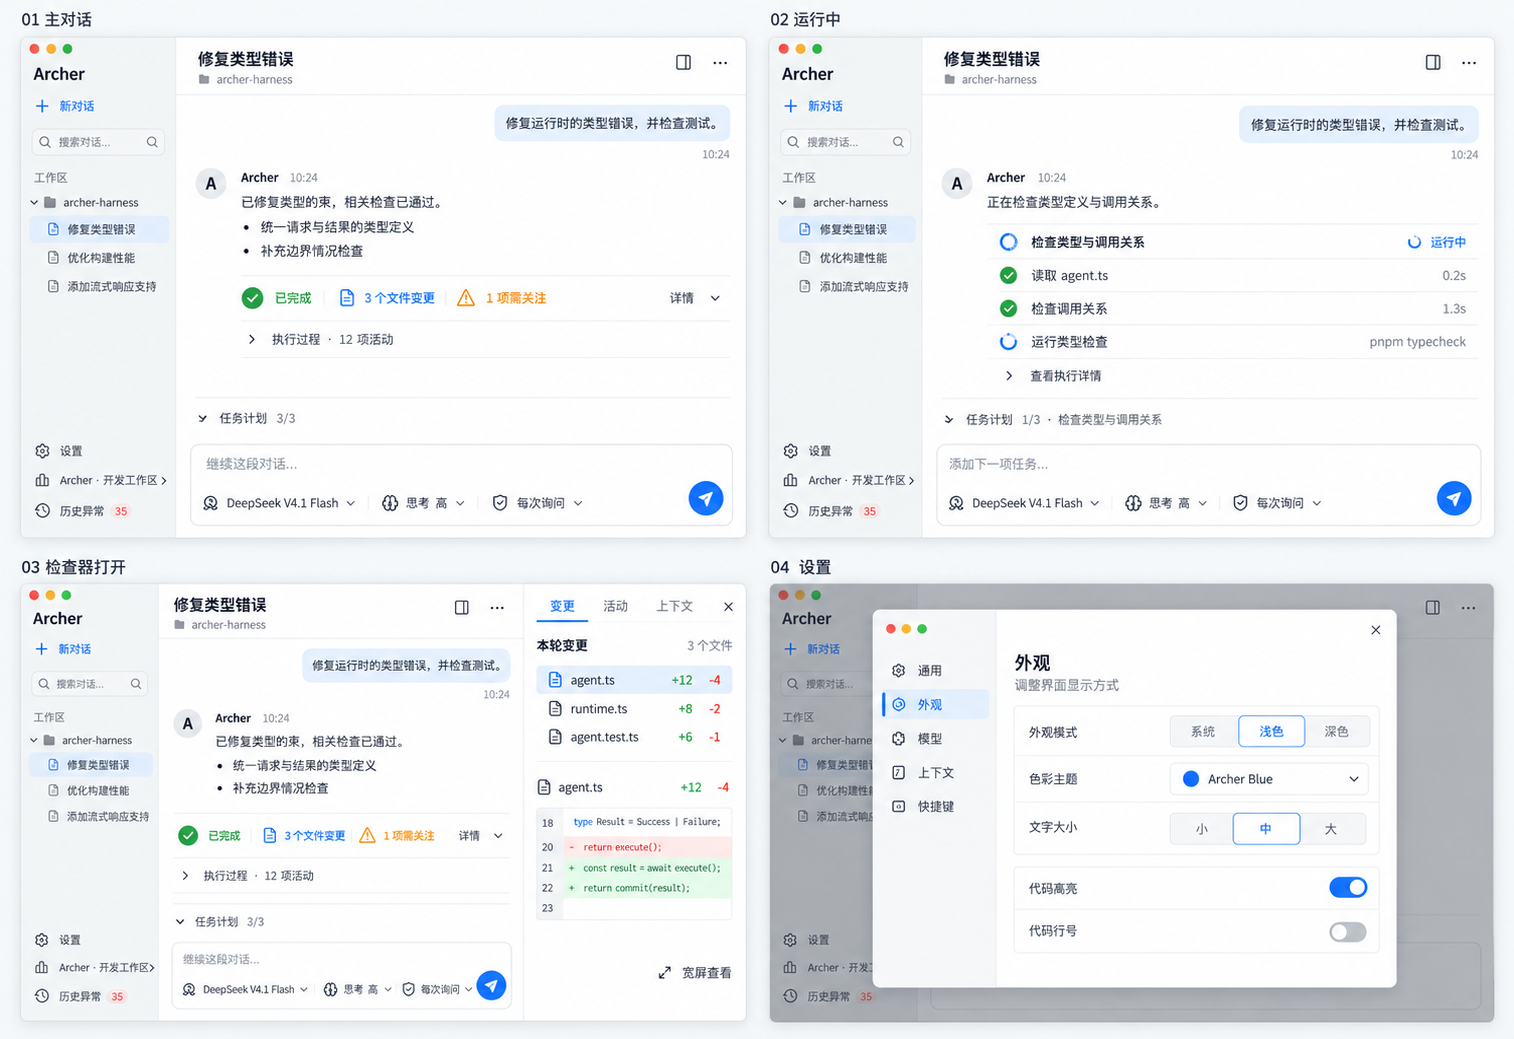 01 主对话
Archer
新对话
搜索对话...
工作区
archer-harness
修复类型错误
优化构建性能
添加流式响应支持
设置
Archer · 开发工作区
历史异常 35
修复类型错误
archer-harness
修复运行时的类型错误，并检查测试。
10:24
A
Archer 10:24
已修复类型的束，相关检查已通过。
• 统一请求与结果的类型定义
• 补充边界情况检查
已完成 3 个文件变更 1 项需关注 详情
执行过程 · 12 项活动
任务计划 3/3
继续这段对话...
DeepSeek V4.1 Flash 思考 高 每次询问
02 运行中
Archer
新对话
搜索对话...
工作区
archer-harness
修复类型错误
优化构建性能
添加流式响应支持
设置
Archer · 开发工作区
历史异常 35
修复类型错误
archer-harness
修复运行时的类型错误，并检查测试。
10:24
A
Archer 10:24
正在检查类型定义与调用关系。
检查类型与调用关系 运行中
读取 agent.ts 0.2s
检查调用关系 1.3s
运行类型检查 pnpm typecheck
查看执行详情
任务计划 1/3 · 检查类型与调用关系
添加下一项任务...
DeepSeek V4.1 Flash 思考 高 每次询问
03 检查器打开
Archer
新对话
搜索对话...
工作区
archer-harness
修复类型错误
优化构建性能
添加流式响应支持
设置
Archer · 开发工作区
历史异常 35
修复类型错误
archer-harness
修复运行时的类型错误，并检查测试。
10:24
A
Archer 10:24
已修复类型的束，相关检查已通过。
• 统一请求与结果的类型定义
• 补充边界情况检查
已完成 3 个文件变更 1 项需关注 详情
执行过程 · 12 项活动
任务计划 3/3
继续这段对话...
DeepSeek V4.1 Flash 思考 高 每次询问
变更 活动 上下文
本轮变更 3 个文件
agent.ts +12 -4
runtime.ts +8 -2
agent.test.ts +6 -1
agent.ts +12 -4
18 type Result = Success | Failure;
20 - return execute();
21 + const result = await execute();
22 + return commit(result);
23
宽屏查看
04 设置
Archer
新对话
搜索对话...
工作区
archer-harne
修复类型错
优化构建性
添加流式响
设置
Archer · 开发工
历史异常 35
通用
外观
模型
上下文
快捷键
外观
调整界面显示方式
外观模式 系统 浅色 深色
色彩主题 Archer Blue
文字大小 小 中 大
代码高亮
代码行号